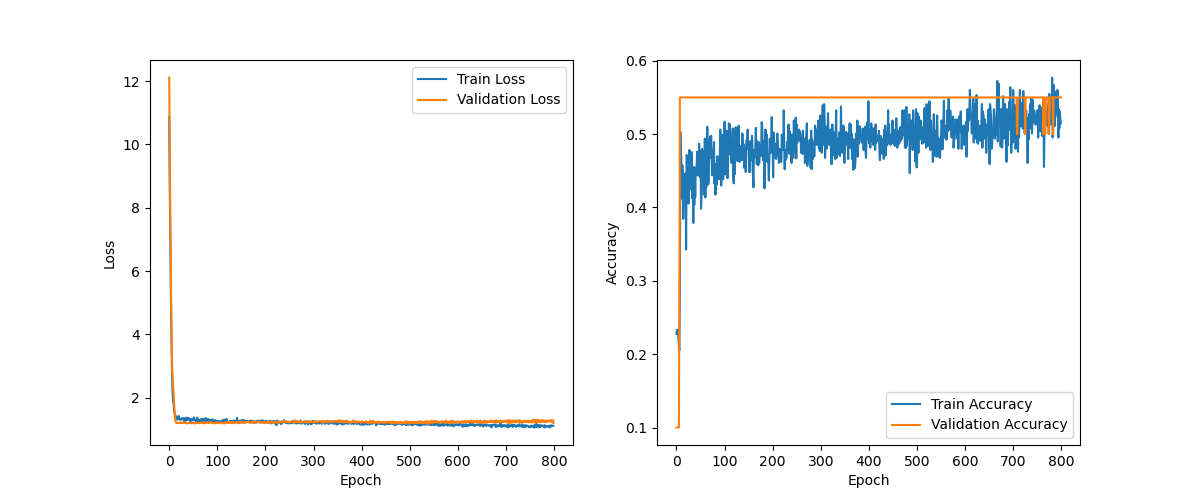 12
10
8
6
4
2
Loss
0 100 200 300 400 500 600 700 800
Epoch
Train Loss
Validation Loss
0.6
0.5
0.4
0.3
0.2
0.1
Accuracy
0 100 200 300 400 500 600 700 800
Epoch
Train Accuracy
Validation Accuracy